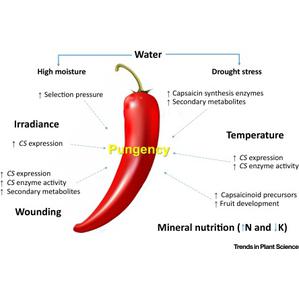 Water
High moisture
Drought stress
↑ Selection pressure
↑ Capsaicin synthesis enzymes
↑ Secondary metabolites
Irradiance
↑ CS expression
Pungency
Temperature
↑ CS expression
↑ CS enzyme activity
↑ CS expression
↑ CS enzyme activity
↑ Secondary metabolites
Wounding
↑ Capsaicinoid precursors
↑ Fruit development
Mineral nutrition (↑N and ↓K)
Trends in Plant Science